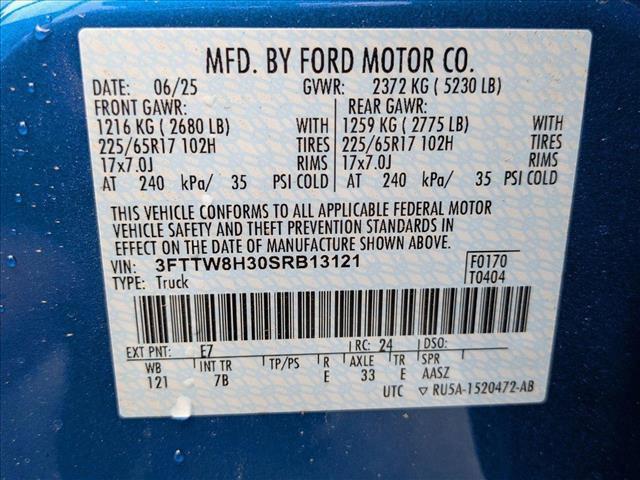 MFD. BY FORD MOTOR CO.
DATE: 06/25 GVWR: 2372 KG ( 5230 LB)
FRONT GAWR: REAR GAWR:
1216 KG ( 2680 LB) WITH 1259 KG ( 2775 LB) WITH
225/65R17 102H TIRES 225/65R17 102H TIRES
17x7.0J RIMS 17x7.0J RIMS
AT 240 kPa/ 35 PSI COLD AT 240 kPa/ 35 PSI COLD
THIS VEHICLE CONFORMS TO ALL APPLICABLE FEDERAL MOTOR
VEHICLE SAFETY AND THEFT PREVENTION STANDARDS IN
EFFECT ON THE DATE OF MANUFACTURE SHOWN ABOVE.
VIN: 3FTTW8H30SRB13121 F0170
TYPE: Truck T0404
EXT PNT: E7 RC: 24 DSO:
WB INT TR TP/PS R AXLE TR SPR
121 7B E 33 E AASZ
UTC ▽ RU5A-1520472-AB